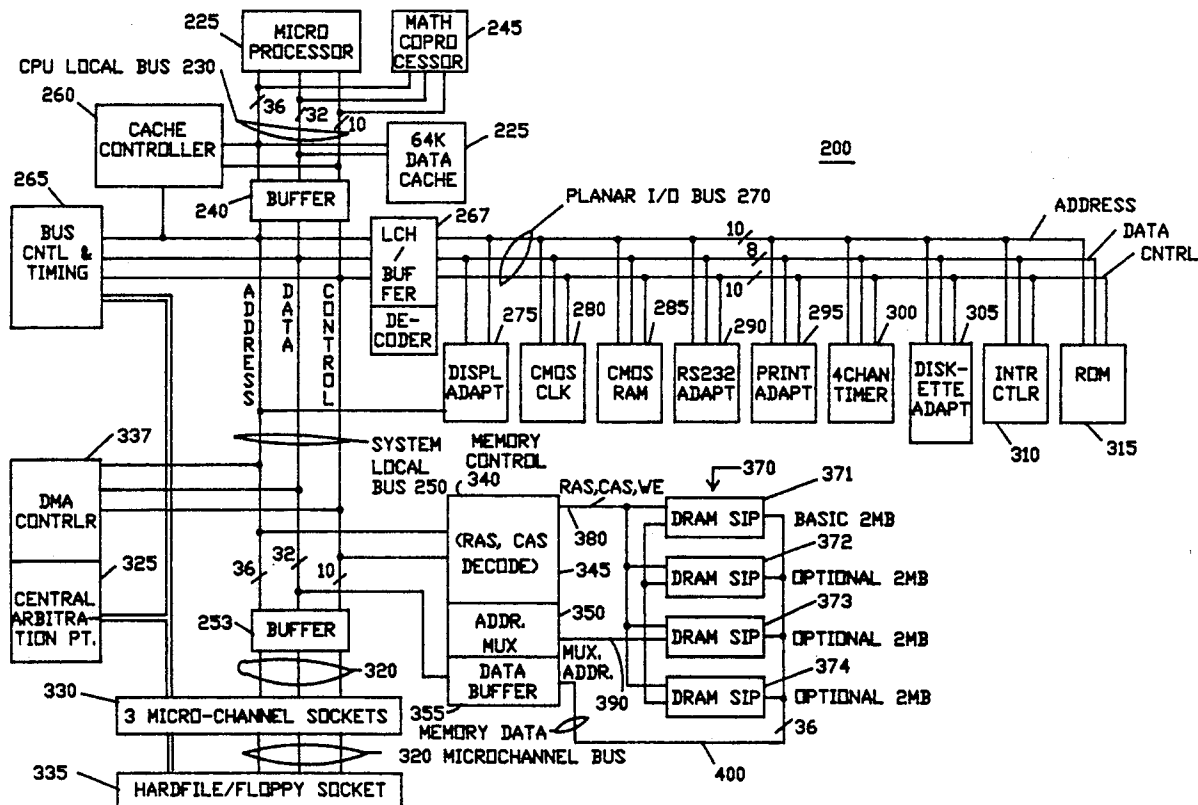 225
MICRO
PROCESSOR
MATH
COPRO
CESSOR
245
CPU LOCAL BUS 230
36
32
10
260
CACHE
CONTROLLER
64K
DATA
CACHE
225
200
265
BUS
CNTL &
TIMING
240
BUFFER
267
LCH
/
BUF
FER
DE-
CODER
PLANAR I/O BUS 270
10
8
10
ADDRESS
DATA
CNTRL
ADDRESS
DATA
CONTROL
275
280
285
290
295
300
305
DISPL
ADAPT
CMOS
CLK
CMOS
RAM
RS232
ADAPT
PRINT
ADAPT
4CHAN
TIMER
DISK-
ETTE
ADAPT
INTR
CTLR
ROM
310
315
337
DMA
CONTRLR
325
CENTRAL
ARBITRA-
TION PT.
SYSTEM
LOCAL
BUS 250
MEMORY
CONTROL
340
(RAS, CAS
DECODE)
345
350
ADDR.
MUX
DATA
BUFFER
355
36
32
10
RAS,CAS,WE
380
370
371
DRAM SIP
BASIC 2MB
372
DRAM SIP
OPTIONAL 2MB
373
DRAM SIP
OPTIONAL 2MB
374
DRAM SIP
OPTIONAL 2MB
MUX.
ADDR.
390
36
MEMORY DATA
400
253
BUFFER
320
330
3 MICRO-CHANNEL SOCKETS
320 MICROCHANNEL BUS
335
HARDFILE/FLOPPY SOCKET